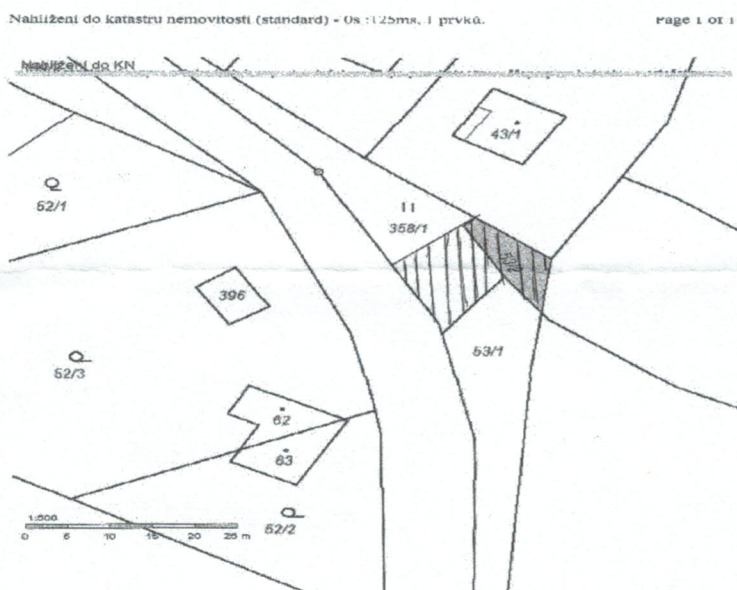 Nahlížení do katastru nemovitostí (standard) - 0s :125ms, 1 prvků.
Page 1 of 1
Nahlížení do KN
43/1
52/1
358/1
396
53/1
52/3
62
63
1:500
52/2
0 5 10 15 20 25 m